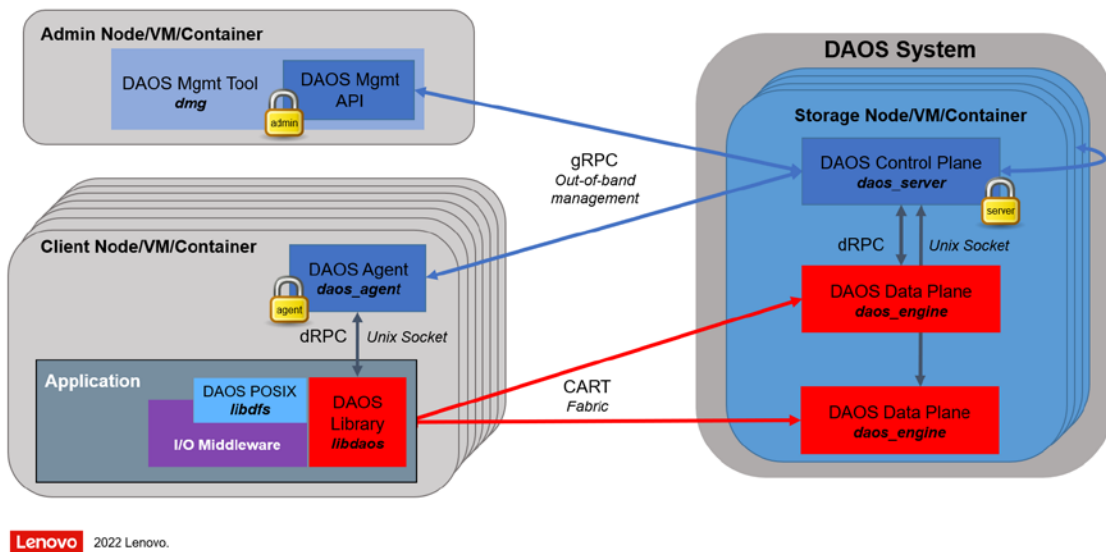 Admin Node/VM/Container
DAOS Mgmt Tool
dmg
DAOS Mgmt
API
admin
DAOS System
Storage Node/VM/Container
DAOS Control Plane
daos_server
server
gRPC
Out-of-band
management
dRPC
Unix Socket
Client Node/VM/Container
DAOS Agent
daos_agent
agent
DAOS Data Plane
daos_engine
dRPC
Unix Socket
Application
DAOS POSIX
libdfs
I/O Middleware
DAOS
Library
libdaos
CART
Fabric
DAOS Data Plane
daos_engine
Lenovo
2022 Lenovo.